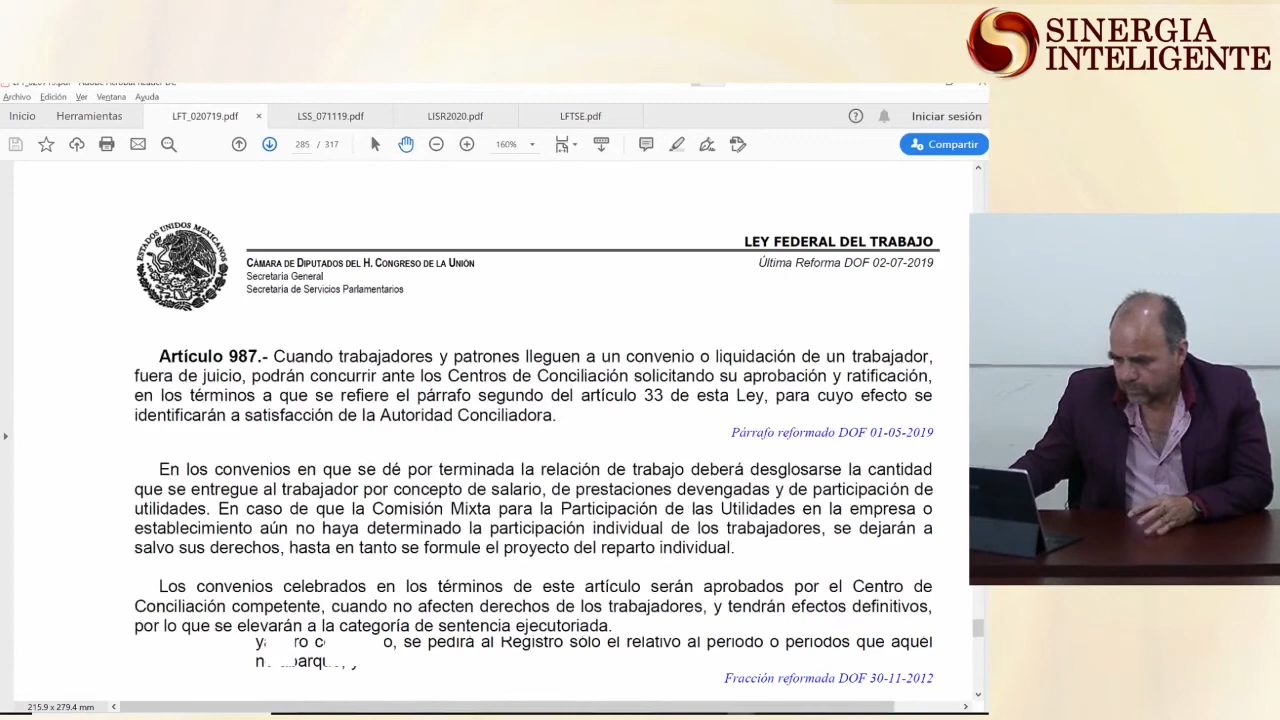 SINERGIA
INTELIGENTE
Archivo Edición Ver Ventana Ayuda
Inicio Herramientas LFT_020719.pdf × LSS_071119.pdf LISR2020.pdf LFTSE.pdf Iniciar sesión
285 / 317 160% Compartir
ESTADOS UNIDOS MEXICANOS
LEY FEDERAL DEL TRABAJO
CÁMARA DE DIPUTADOS DEL H. CONGRESO DE LA UNIÓN
Última Reforma DOF 02-07-2019
Secretaría General
Secretaría de Servicios Parlamentarios
Artículo 987.- Cuando trabajadores y patrones lleguen a un convenio o liquidación de un trabajador,
fuera de juicio, podrán concurrir ante los Centros de Conciliación solicitando su aprobación y ratificación,
en los términos a que se refiere el párrafo segundo del artículo 33 de esta Ley, para cuyo efecto se
identificarán a satisfacción de la Autoridad Conciliadora.
Párrafo reformado DOF 01-05-2019
En los convenios en que se dé por terminada la relación de trabajo deberá desglosarse la cantidad
que se entregue al trabajador por concepto de salario, de prestaciones devengadas y de participación de
utilidades. En caso de que la Comisión Mixta para la Participación de las Utilidades en la empresa o
establecimiento aún no haya determinado la participación individual de los trabajadores, se dejarán a
salvo sus derechos, hasta en tanto se formule el proyecto del reparto individual.
Los convenios celebrados en los términos de este artículo serán aprobados por el Centro de
Conciliación competente, cuando no afecten derechos de los trabajadores, y tendrán efectos definitivos,
por lo que se elevarán a la categoría de sentencia ejecutoriada.
se pedirá al Registro sólo el relativo al período o períodos que aquél
Fracción reformada DOF 30-11-2012
215.9 x 279.4 mm